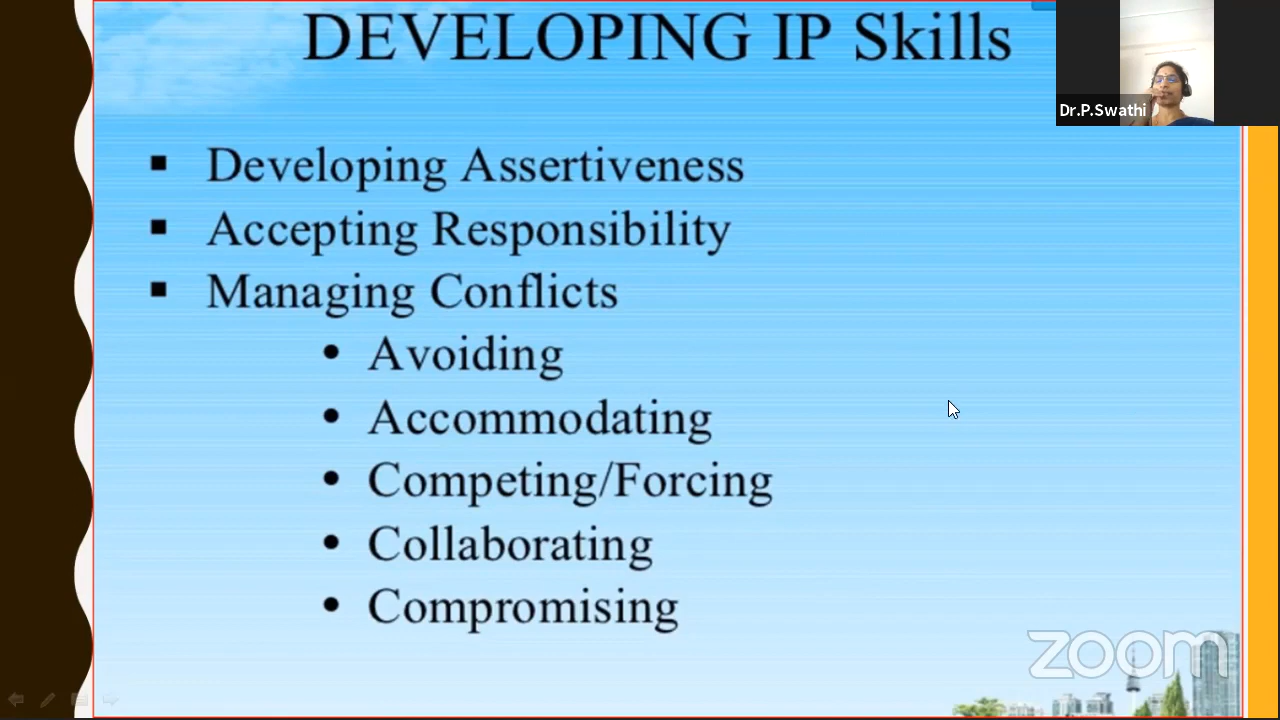 DEVELOPING IP Skills
Dr.P.Swathi
▪ Developing Assertiveness
▪ Accepting Responsibility
▪ Managing Conflicts
• Avoiding
• Accommodating
• Competing/Forcing
• Collaborating
• Compromising
zoom